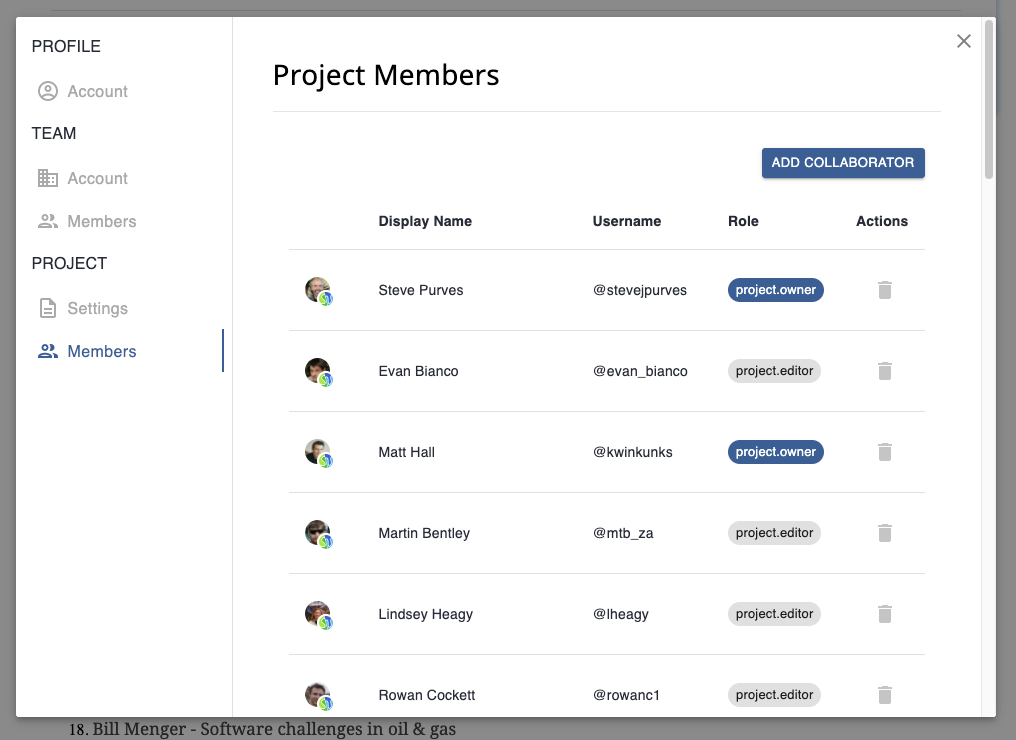 PROFILE
Account
TEAM
Account
Members
PROJECT
Settings
Members
Project Members
ADD COLLABORATOR
Display Name Username Role Actions
Steve Purves @stevejpurves project.owner
Evan Bianco @evan_bianco project.editor
Matt Hall @kwinkunks project.owner
Martin Bentley @mtb_za project.editor
Lindsey Heagy @lheagy project.editor
Rowan Cockett @rowanc1 project.editor
18. Bill Menger - Software challenges in oil & gas